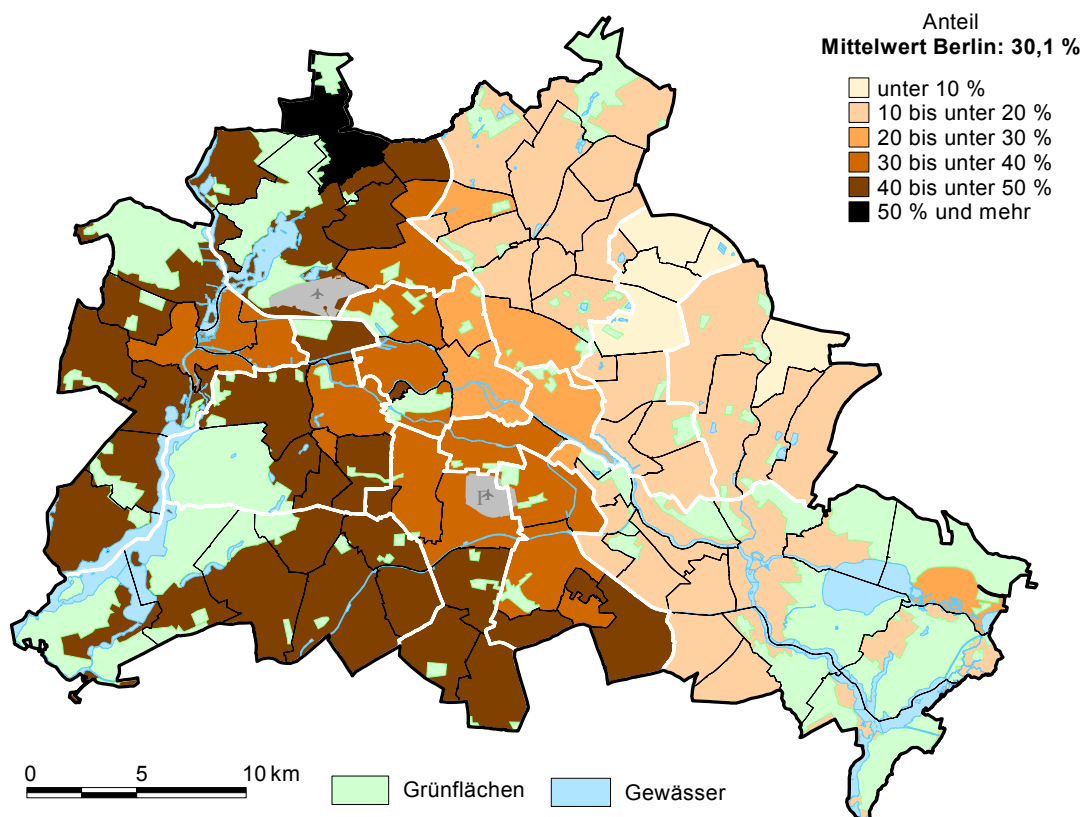 Anteil
Mittelwert Berlin: 30,1 %
unter 10 %
10 bis unter 20 %
20 bis unter 30 %
30 bis unter 40 %
40 bis unter 50 %
50 % und mehr
0 5 10 km
Grünflächen
Gewässer